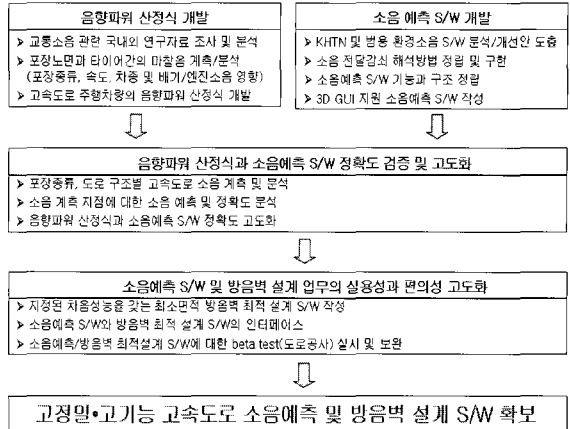 음향파워 산정식 개발
➤ 교통소음 관련 국내외 연구자료 조사 및 분석
➤ 포장노면과 타이어간의 마찰음 계측/분석
(포장종류, 속도, 차종 및 배기/엔진소음 영향)
➤ 고속도로 주행차량의 음향파워 산정식 개발
소음 예측 S/W 개발
➤ KHTN 및 범용 환경소음 S/W 분석/개선안 도출
➤ 소음 전달감쇠 해석방법 정립 및 구현
➤ 소음예측 S/W 기능과 구조 정립
➤ 3D GUI 지원 소음예측 S/W 작성
음향파워 산정식과 소음예측 S/W 정확도 검증 및 고도화
➤ 포장종류, 도로 구조별 고속도로 소음 계측 및 분석
➤ 소음 계측 지점에 대한 소음 예측 및 정확도 분석
➤ 음향파워 산정식과 소음예측 S/W 정확도 고도화
소음예측 S/W 및 방음벽 설계 업무의 실용성과 편의성 고도화
➤ 지정된 차음성능을 갖는 최소면적 방음벽 최적 설계 S/W 작성
➤ 소음예측 S/W와 방음벽 최적 설계 S/W의 인터페이스
➤ 소음예측/방음벽 최적설계 S/W에 대한 beta test(도로공사) 실시 및 보완
고정밀•고기능 고속도로 소음예측 및 방음벽 설계 S/W 확보